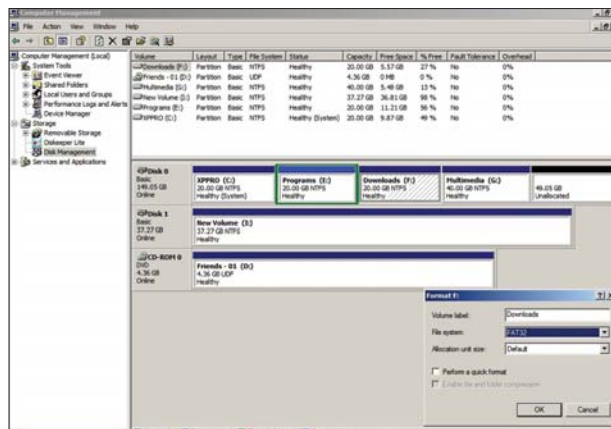 Computer Management
File Action View Window Help
Computer Management (Local)
System Tools
Event Viewer
Shared Folders
Local Users and Groups
Performance Logs and Alerts
Device Manager
Storage
Removable Storage
Diskeeper Lite
Disk Management
Services and Applications
Volume Layout Type File System Status Capacity Free Space % Free Fault Tolerance Overhead
Downloads (F:) Partition Basic NTFS Healthy 20.00 GB 5.57 GB 27 % No 0%
Friends - 01 (D:) Partition Basic UDF Healthy 4.36 GB 0 MB 0 % No 0%
Multimedia (G:) Partition Basic NTFS Healthy 40.00 GB 5.48 GB 13 % No 0%
New Volume (I:) Partition Basic NTFS Healthy 37.27 GB 36.81 GB 98 % No 0%
Programs (E:) Partition Basic NTFS Healthy 20.00 GB 11.21 GB 56 % No 0%
XPPRO (C:) Partition Basic NTFS Healthy (System) 20.00 GB 9.87 GB 49 % No 0%
Disk 0
Basic
149.05 GB
Online
XPPRO (C:)
20.00 GB NTFS
Healthy (System)
Programs (E:)
20.00 GB NTFS
Healthy
Downloads (F:)
20.00 GB NTFS
Healthy
Multimedia (G:)
40.00 GB NTFS
Healthy
49.05 GB
Unallocated
Disk 1
Basic
37.27 GB
Online
New Volume (I:)
37.27 GB NTFS
Healthy
CD-ROM 0
DVD
4.36 GB
Online
Friends - 01 (D:)
4.36 GB UDF
Healthy
Format F:
Volume label: Downloads
File system: FAT32
Allocation unit size: Default
Perform a quick format
Enable file and folder compression
OK Cancel